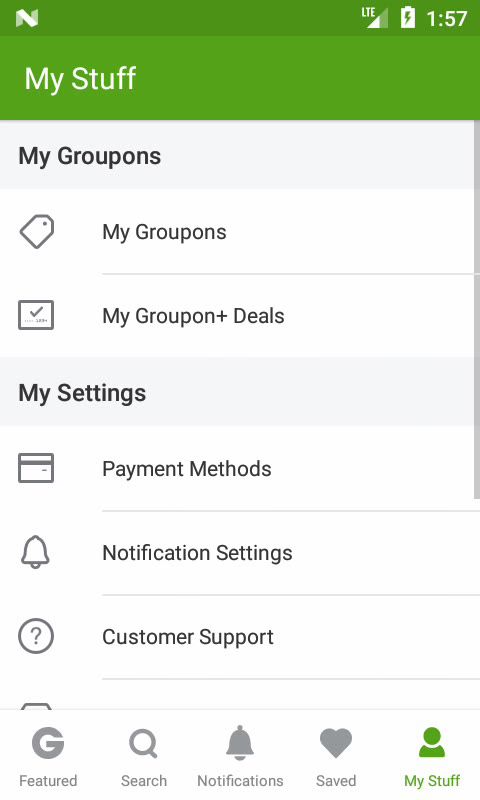 LTE 1:57
My Stuff
My Groupons
My Groupons
My Groupon+ Deals
My Settings
Payment Methods
Notification Settings
? Customer Support
G
Featured Search Notifications Saved My Stuff